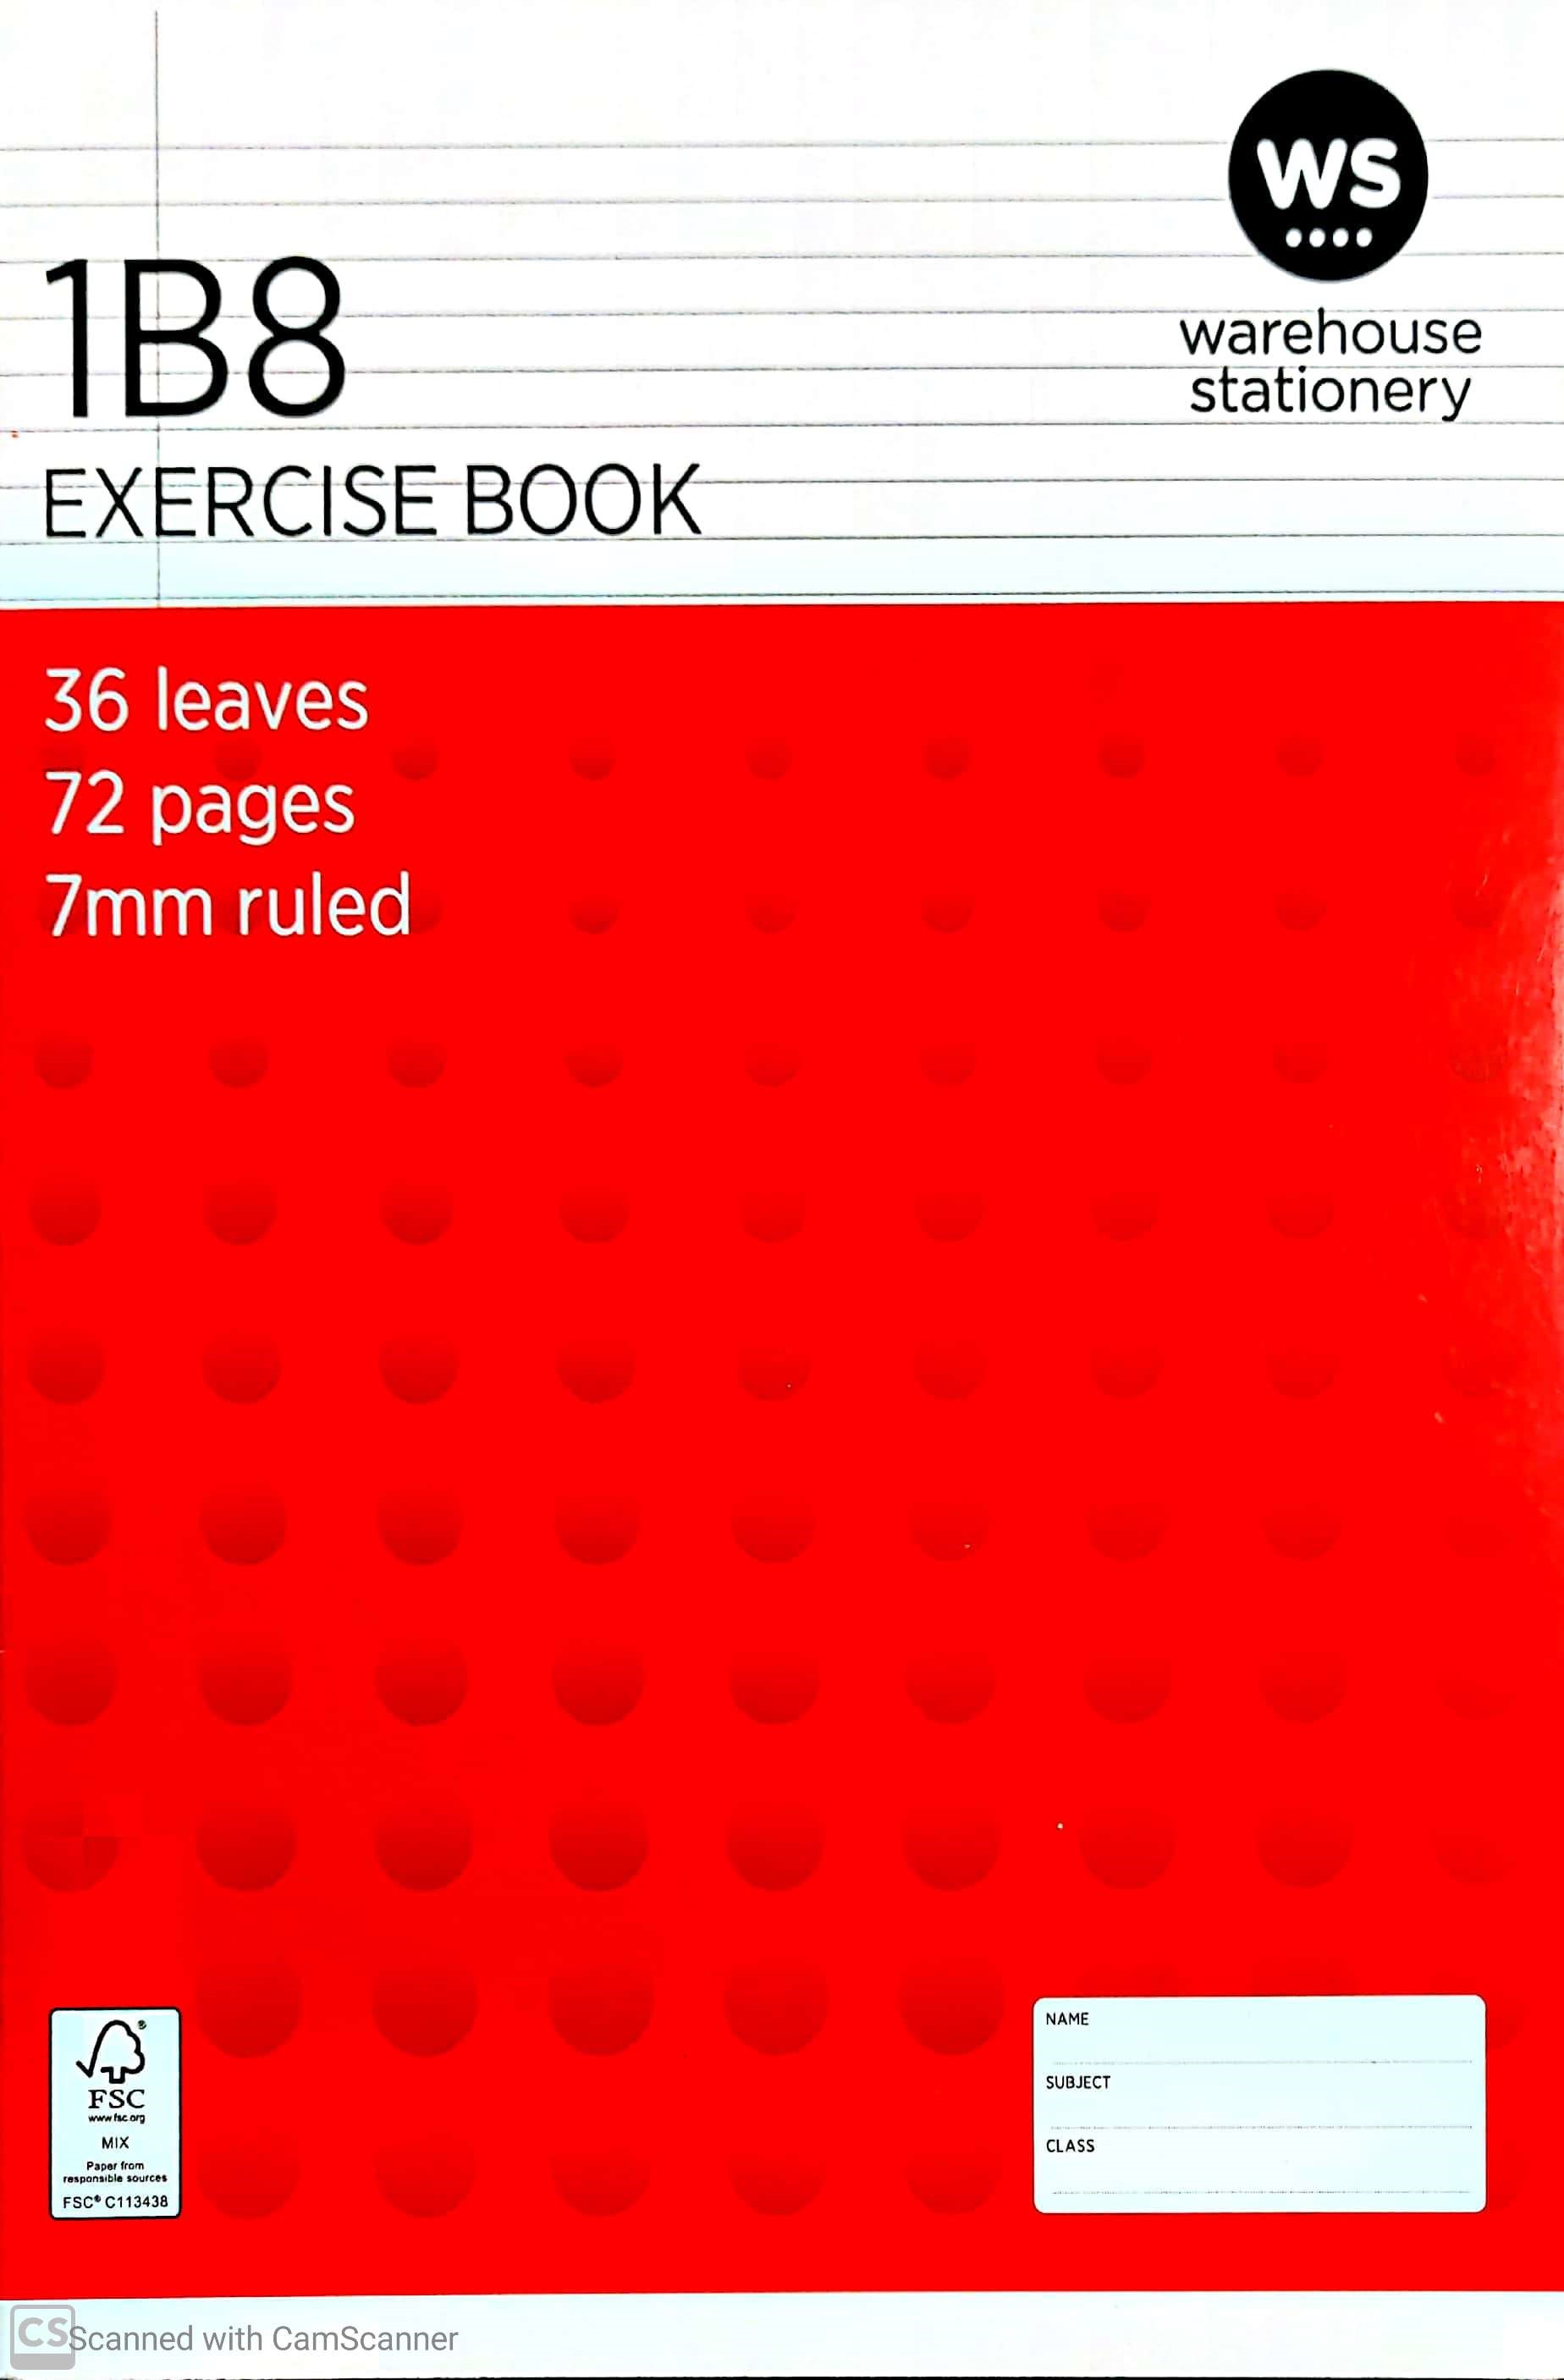 WS
warehouse
stationery
1B8
EXERCISE BOOK
36 leaves
72 pages
7mm ruled
FSC®
www.fsc.org
MIX
Paper from
responsible sources
FSC® C113438
NAME
SUBJECT
CLASS
CS Scanned with CamScanner